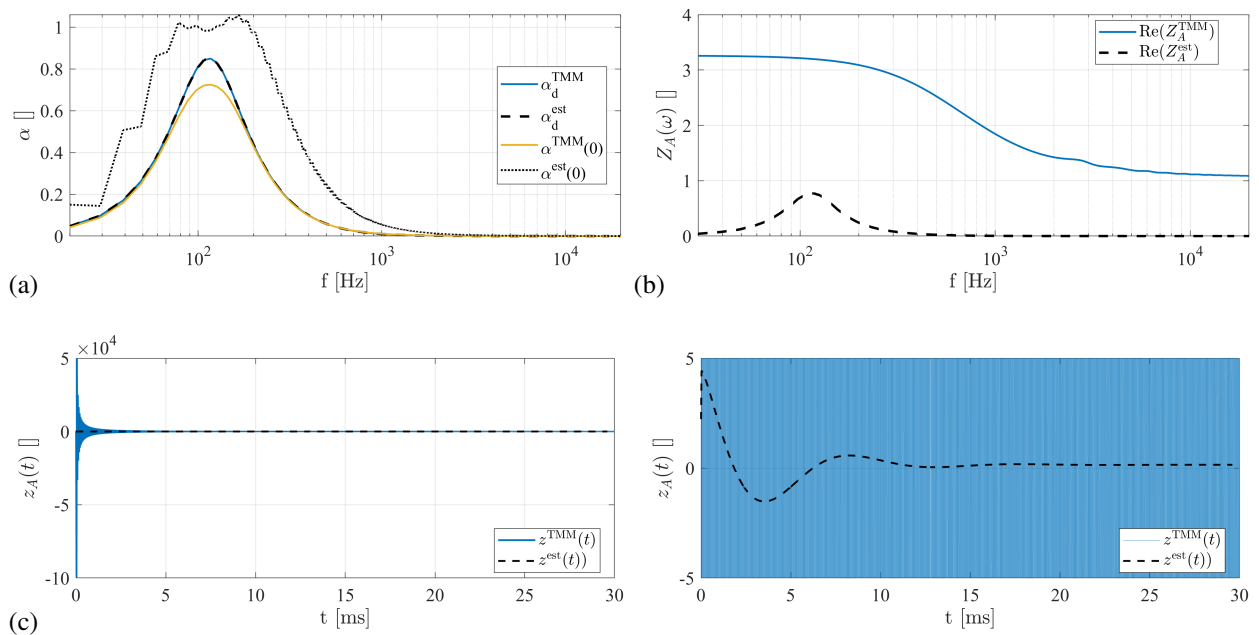 1
0.8
0.6
0.4
0.2
0
α []
α_d^TMM
α_d^est
α^TMM(0)
α^est(0)
10^2
10^3
10^4
f [Hz]
(a)
4
3
2
1
0
Z_A(ω) []
Re(Z_A^TMM)
Re(Z_A^est)
10^2
10^3
10^4
f [Hz]
(b)
×10^4
5
0
-5
-10
z_A(t) []
z^TMM(t)
z^est(t))
0 5 10 15 20 25 30
t [ms]
(c)
5
0
-5
z_A(t) []
z^TMM(t)
z^est(t))
0 5 10 15 20 25 30
t [ms]